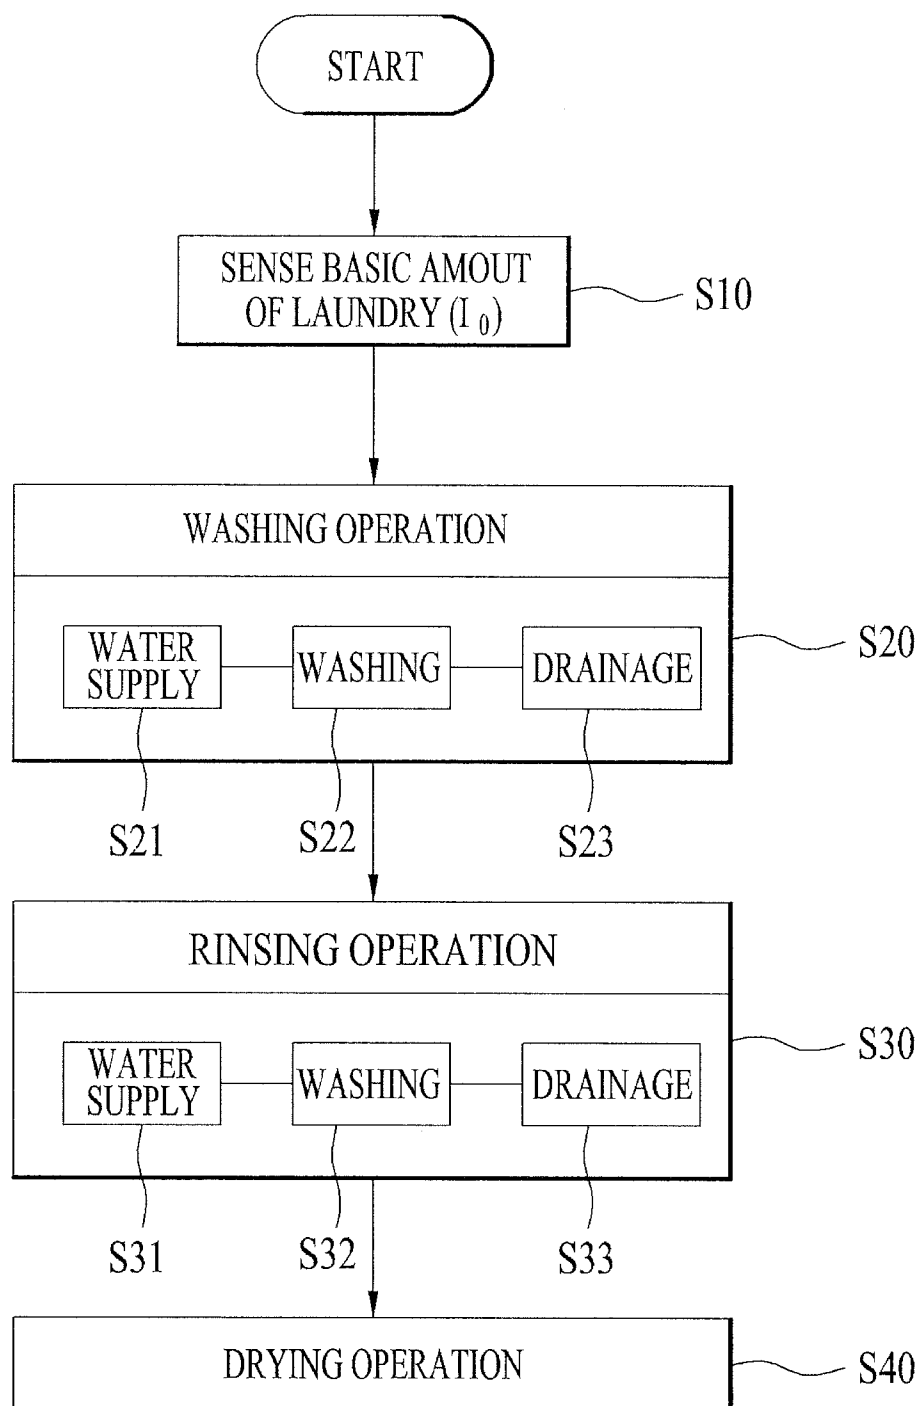 START
SENSE BASIC AMOUT
OF LAUNDRY (I 0)
S10
WASHING OPERATION
WATER
SUPPLY
WASHING
DRAINAGE
S20
S21
S22
S23
RINSING OPERATION
WATER
SUPPLY
WASHING
DRAINAGE
S30
S31
S32
S33
DRYING OPERATION
S40